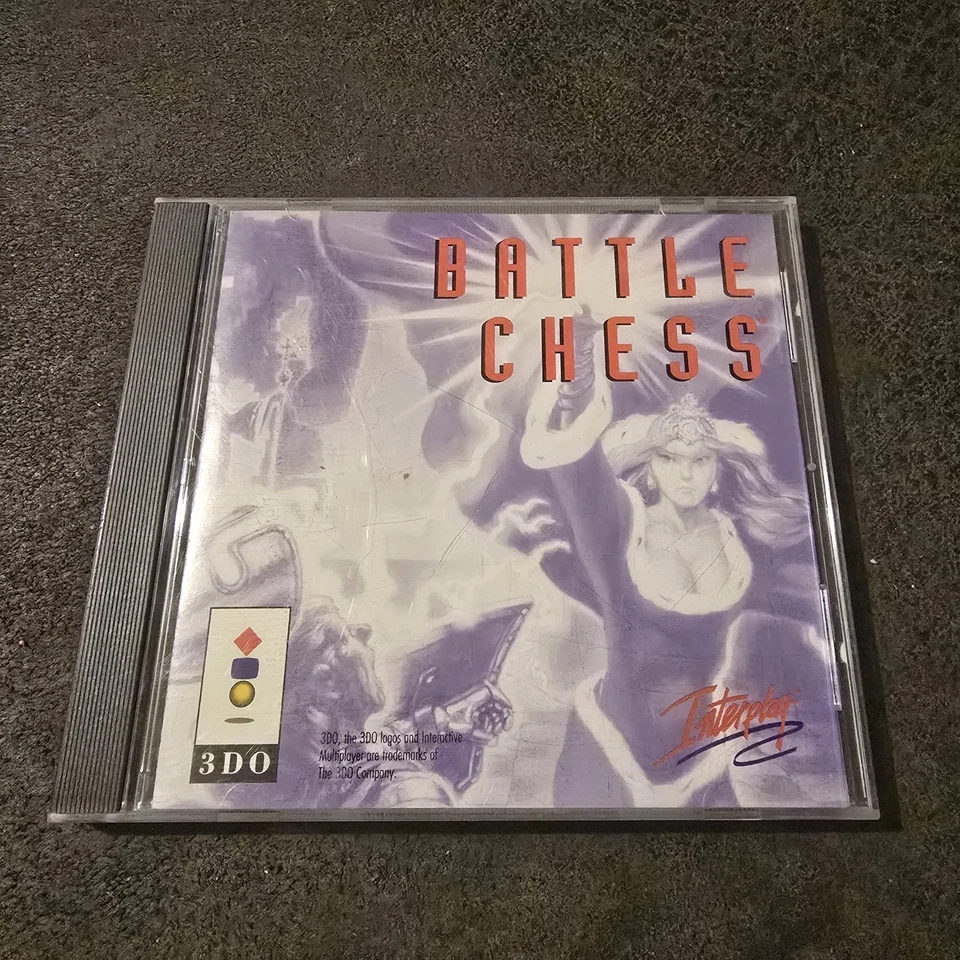 BATTLE
CHESS
Interplay
3DO, the 3DO logos and Interactive
Multiplayer are trademarks of
The 3DO Company.
3DO